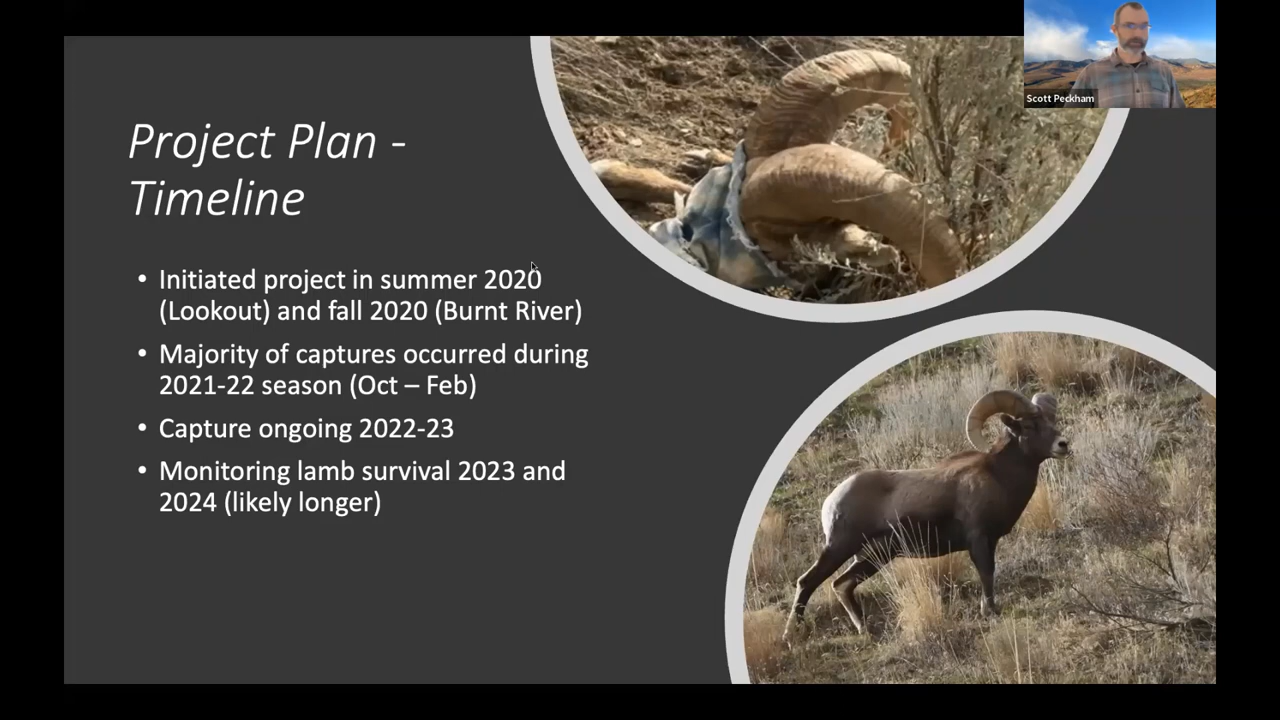 Project Plan -
Timeline
• Initiated project in summer 2020
(Lookout) and fall 2020 (Burnt River)
• Majority of captures occurred during
2021-22 season (Oct – Feb)
• Capture ongoing 2022-23
• Monitoring lamb survival 2023 and
2024 (likely longer)
Scott Peckham